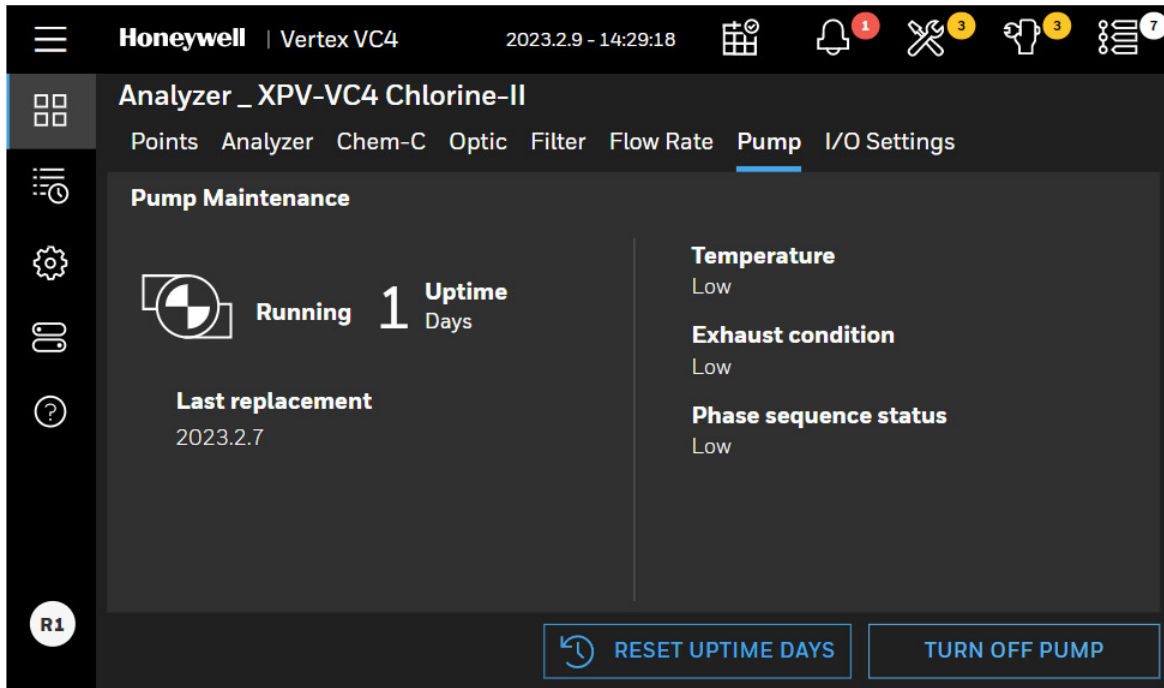 Honeywell | Vertex VC4 2023.2.9 - 14:29:18 1 3 3 7
Analyzer _ XPV-VC4 Chlorine-II
Points Analyzer Chem-C Optic Filter Flow Rate Pump I/O Settings
Pump Maintenance
Running 1 Uptime
Days
Last replacement
2023.2.7
Temperature
Low
Exhaust condition
Low
Phase sequence status
Low
R1
RESET UPTIME DAYS TURN OFF PUMP